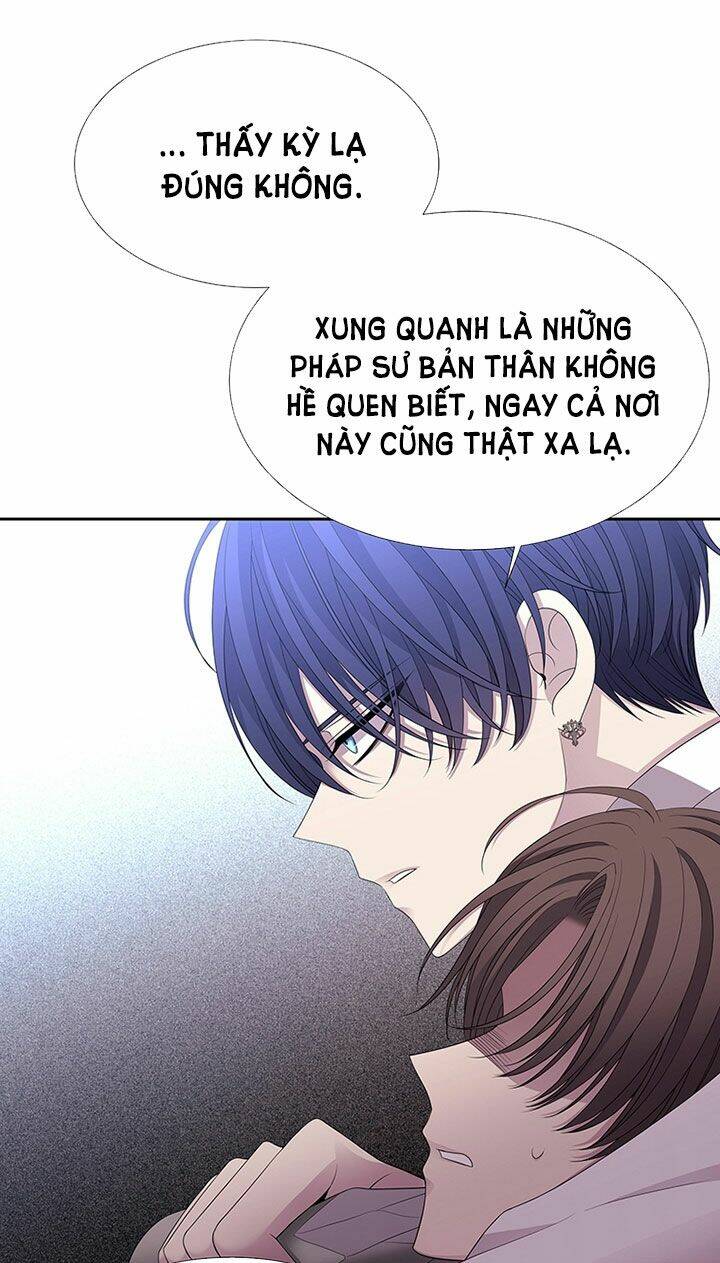 ... THẤY KỲ LẠ
ĐÚNG KHÔNG.
XUNG QUANH LÀ NHỮNG
PHÁP SƯ BẢN THÂN KHÔNG
HỀ QUEN BIẾT, NGAY CẢ NƠI
NÀY CŨNG THẬT XA LẠ.